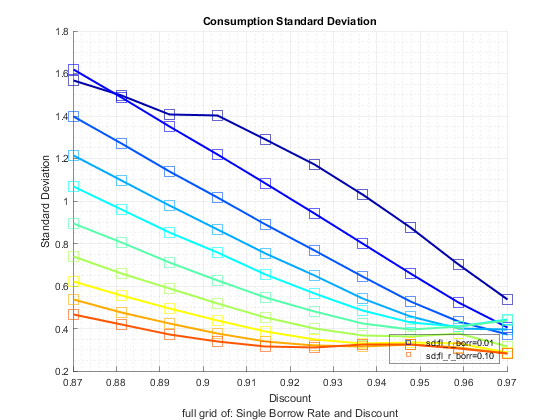 Consumption Standard Deviation
1.8
1.6
1.4
1.2
1
0.8
0.6
0.4
0.2
Standard Deviation
sd:fl_r_borr=0.01
sd:fl_r_borr=0.10
0.87 0.88 0.89 0.9 0.91 0.92 0.93 0.94 0.95 0.96 0.97
Discount
full grid of: Single Borrow Rate and Discount